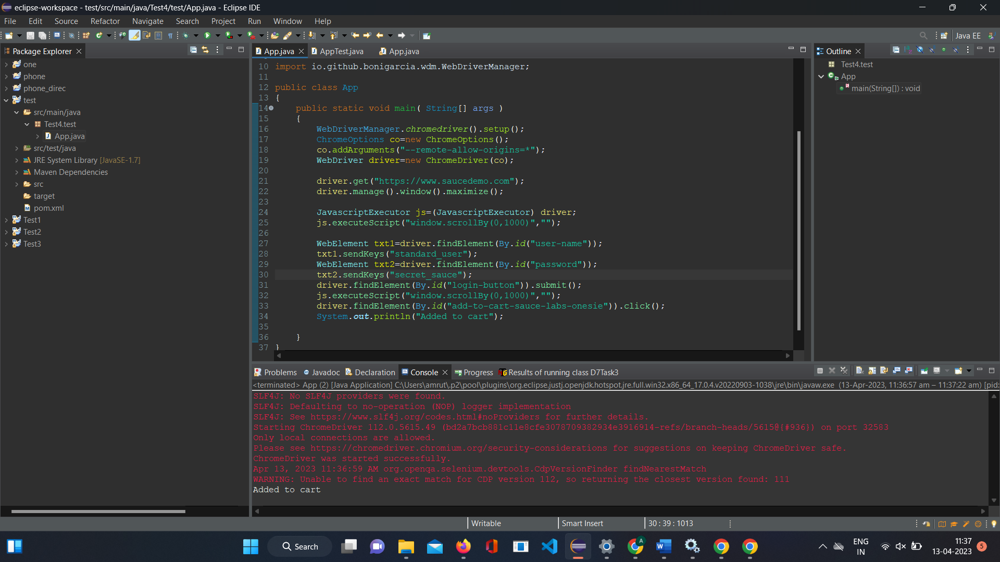 eclipse-workspace - test/src/main/java/Test4/test/App.java - Eclipse IDE
File Edit Source Refactor Navigate Search Project Run Window Help
Java EE
Package Explorer
one
phone
phone_direc
test
src/main/java
Test4.test
App.java
src/test/java
JRE System Library [JavaSE-1.7]
Maven Dependencies
src
target
pom.xml
Test1
Test2
Test3
App.java AppTest.java App.java
10 import io.github.bonigarcia.wdm.WebDriverManager;
11
12 public class App
13 {
14 public static void main( String[] args )
15 {
16 WebDriverManager.chromedriver().setup();
17 ChromeOptions co=new ChromeOptions();
18 co.addArguments("--remote-allow-origins=*");
19 WebDriver driver=new ChromeDriver(co);
20
21 driver.get("https://www.saucedemo.com");
22 driver.manage().window().maximize();
23
24 JavascriptExecutor js=(JavascriptExecutor) driver;
25 js.executeScript("window.scrollBy(0,1000)","");
26
27 WebElement txt1=driver.findElement(By.id("user-name"));
28 txt1.sendKeys("standard_user");
29 WebElement txt2=driver.findElement(By.id("password"));
30 txt2.sendKeys("secret_sauce");
31 driver.findElement(By.id("login-button")).submit();
32 js.executeScript("window.scrollBy(0,1000)","");
33 driver.findElement(By.id("add-to-cart-sauce-labs-onesie")).click();
34 System.out.println("Added to cart");
35
36 }
37 }
Outline
Test4.test
App
main(String[]) : void
Problems Javadoc Declaration Console Progress Results of running class D7Task3
<terminated> App (2) [Java Application] C:\Users\amrut\.p2\pool\plugins\org.eclipse.justj.openjdk.hotspot.jre.full.win32.x86_64_17.0.4.v20220903-1038\jre\bin\javaw.exe (13-Apr-2023, 11:36:57 am – 11:37:22 am) [pid:
SLF4J: No SLF4J providers were found.
SLF4J: Defaulting to no-operation (NOP) logger implementation
SLF4J: See https://www.slf4j.org/codes.html#noProviders for further details.
Starting ChromeDriver 112.0.5615.49 (bd2a7bcb881c11e8cfe3078709382934e3916914-refs/branch-heads/5615@{#936}) on port 32583
Only local connections are allowed.
Please see https://chromedriver.chromium.org/security-considerations for suggestions on keeping ChromeDriver safe.
ChromeDriver was started successfully.
Apr 13, 2023 11:36:59 AM org.openqa.selenium.devtools.CdpVersionFinder findNearestMatch
WARNING: Unable to find an exact match for CDP version 112, so returning the closest version found: 111
Added to cart
Writable Smart Insert 30 : 39 : 1013
Search
A
ENG
IN
11:37
13-04-2023
5